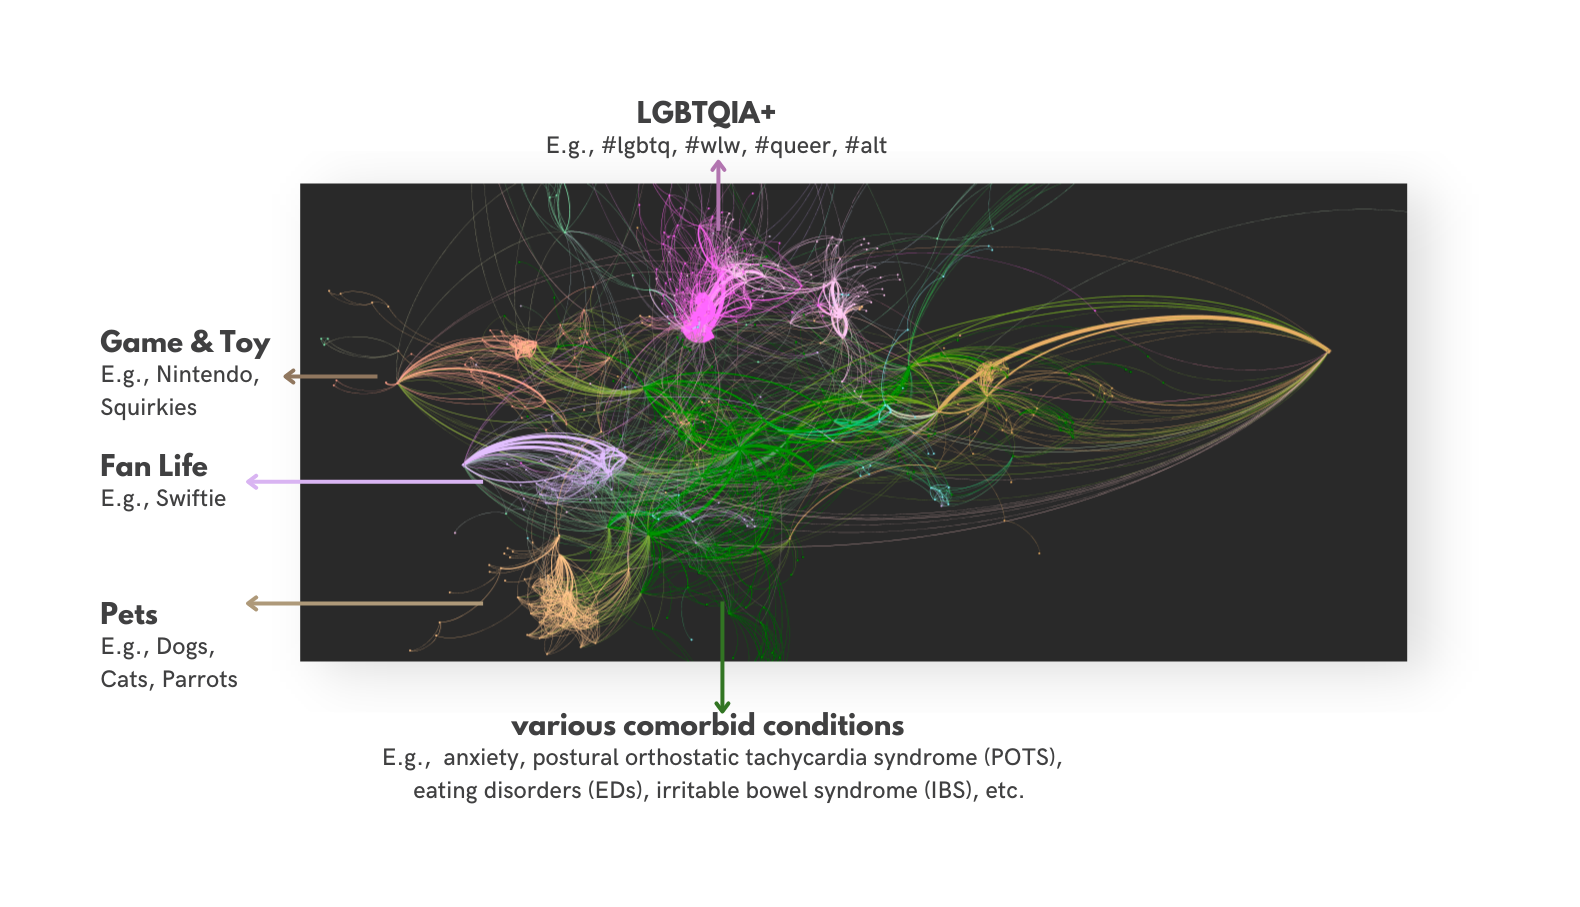 LGBTQIA+
E.g., #lgbtq, #wlw, #queer, #alt
Game & Toy
E.g., Nintendo,
Squirkies
Fan Life
E.g., Swiftie
Pets
E.g., Dogs,
Cats, Parrots
various comorbid conditions
E.g., anxiety, postural orthostatic tachycardia syndrome (POTS),
eating disorders (EDs), irritable bowel syndrome (IBS), etc.